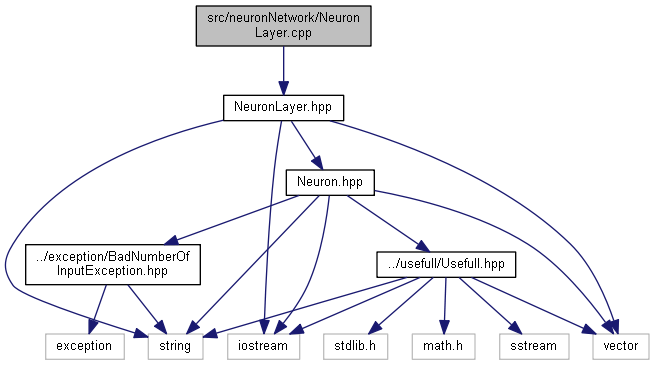 src/neuronNetwork/Neuron
Layer.cpp
NeuronLayer.hpp
Neuron.hpp
../exception/BadNumberOf
InputException.hpp
../usefull/Usefull.hpp
exception
string
iostream
stdlib.h
math.h
sstream
vector